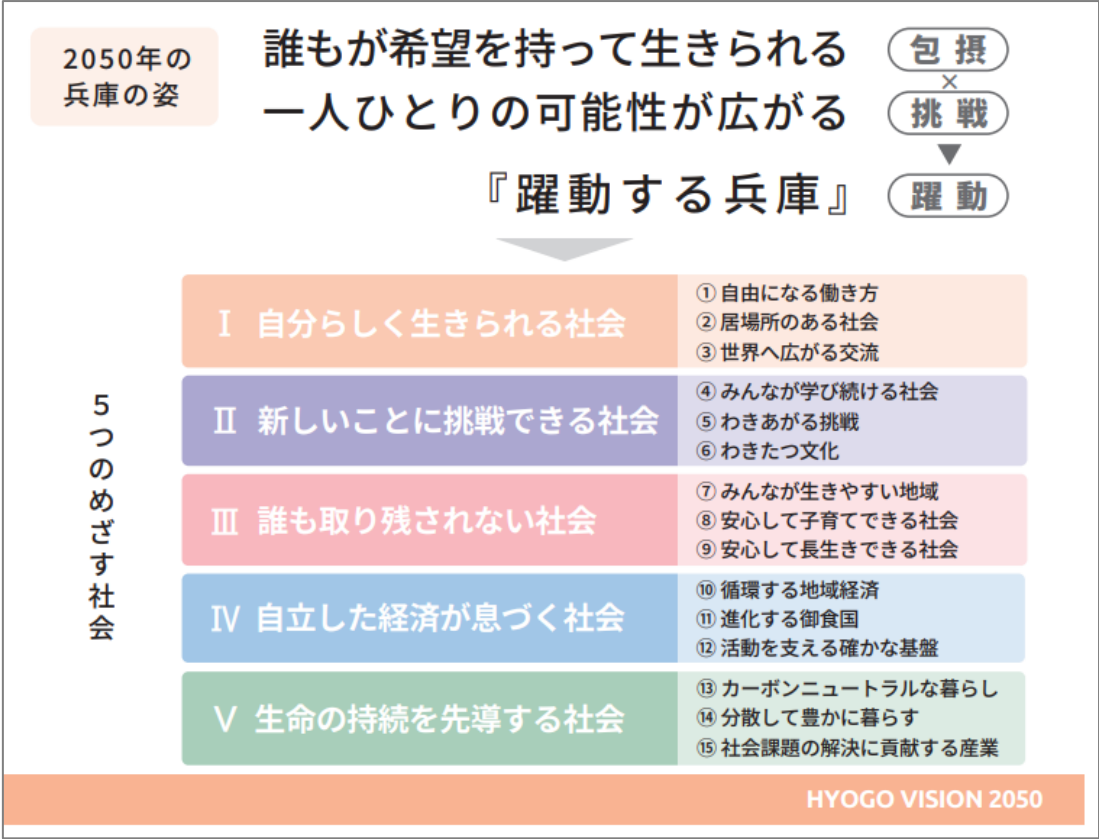 2050年の
兵庫の姿
誰もが希望を持って生きられる
一人ひとりの可能性が広がる
『躍動する兵庫』
包摂
×
挑戦
▼
躍動
5つのめざす社会
Ⅰ 自分らしく生きられる社会
①自由になる働き方
②居場所のある社会
③世界へ広がる交流
Ⅱ 新しいことに挑戦できる社会
④みんなが学び続ける社会
⑤わきあがる挑戦
⑥わきたつ文化
Ⅲ 誰も取り残されない社会
⑦みんなが生きやすい地域
⑧安心して子育てできる社会
⑨安心して長生きできる社会
Ⅳ 自立した経済が息づく社会
⑩循環する地域経済
⑪進化する御食国
⑫活動を支える確かな基盤
Ⅴ 生命の持続を先導する社会
⑬カーボンニュートラルな暮らし
⑭分散して豊かに暮らす
⑮社会課題の解決に貢献する産業
HYOGO VISION 2050